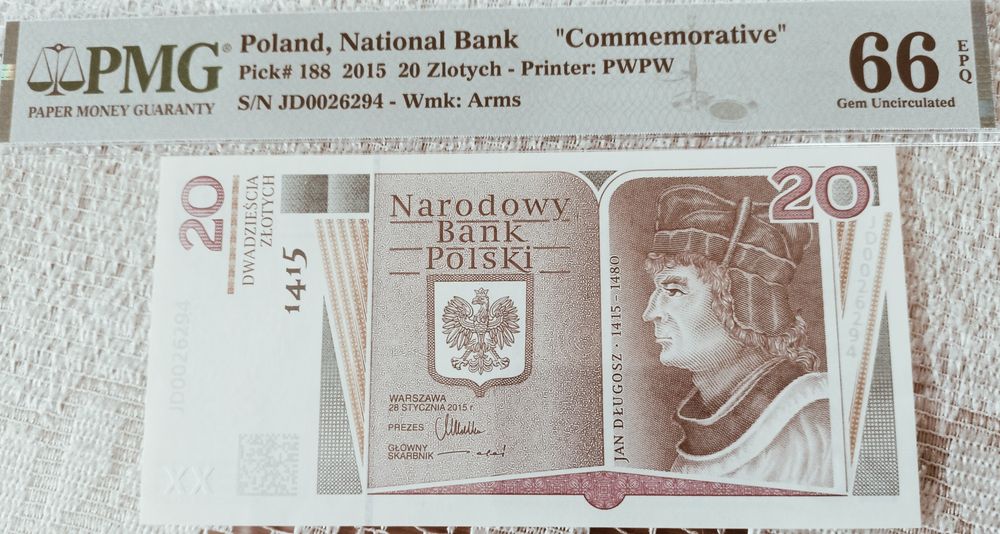 PMG
PAPER MONEY GUARANTY
Poland, National Bank "Commemorative"
Pick# 188 2015 20 Zlotych - Printer: PWPW
S/N JD0026294 - Wmk: Arms
66
EPQ
Gem Uncirculated
20
DWADZIEŚCIA
ZŁOTYCH
1415
JD0026294
XX
Narodowy
Bank
Polski
WARSZAWA
28 STYCZNIA 2015 r.
PREZES
GŁÓWNY
SKARBNIK
JAN DŁUGOSZ · 1415 - 1480
20
JD0026294